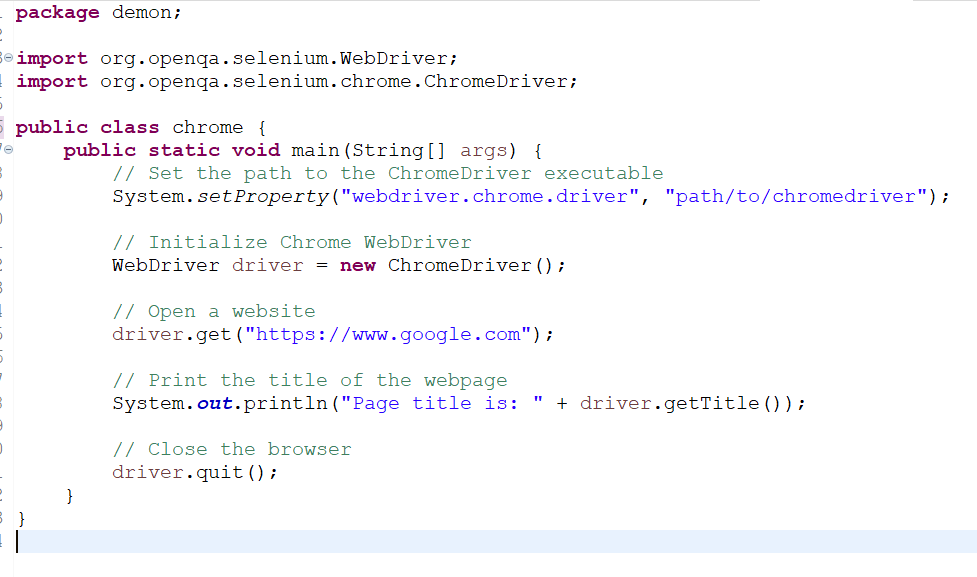 package demon;
import org.openqa.selenium.WebDriver;
import org.openqa.selenium.chrome.ChromeDriver;
public class chrome {
public static void main(String[] args) {
// Set the path to the ChromeDriver executable
System.setProperty("webdriver.chrome.driver", "path/to/chromedriver");
// Initialize Chrome WebDriver
WebDriver driver = new ChromeDriver();
// Open a website
driver.get("https://www.google.com");
// Print the title of the webpage
System.out.println("Page title is: " + driver.getTitle());
// Close the browser
driver.quit();
}
}